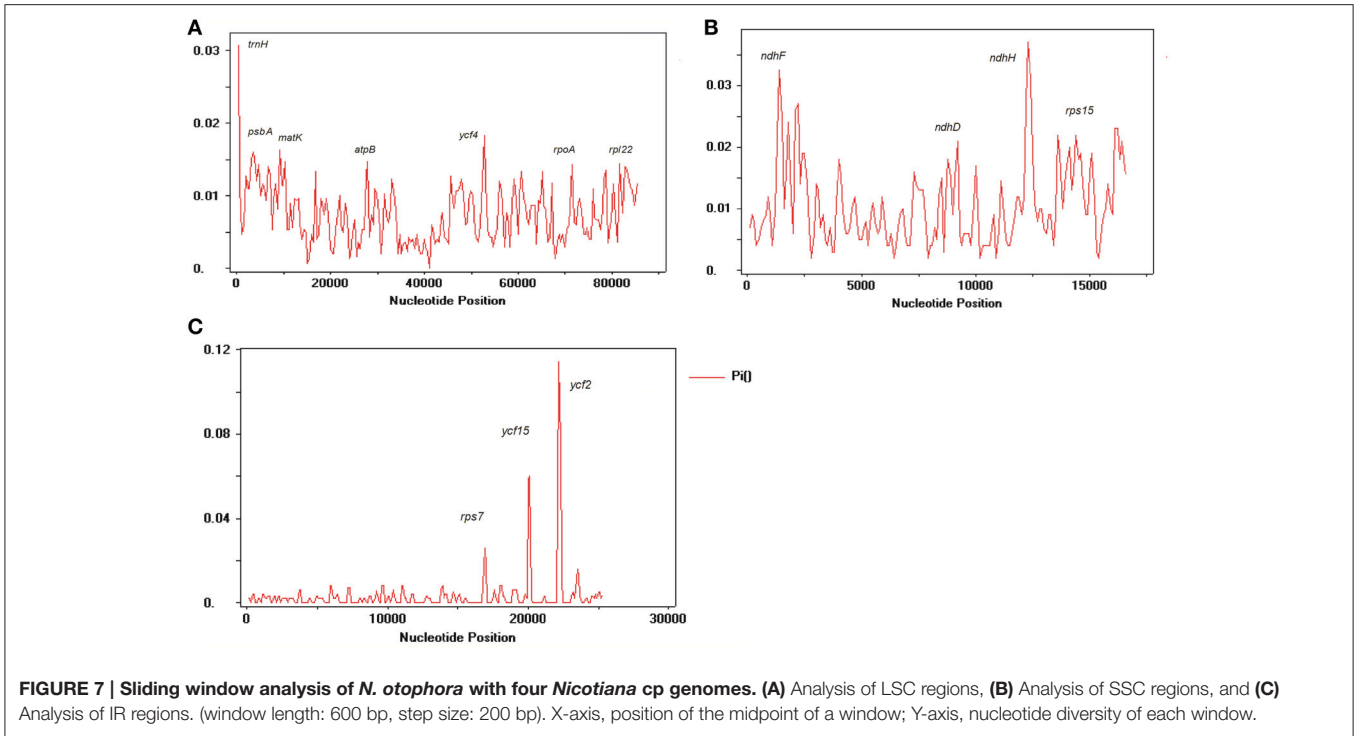 A
0.03
0.02
0.01
0.
trnH
psbA
matK
atpB
ycf4
rpoA
rpl22
0
20000
40000
60000
80000
Nucleotide Position
B
0.03
0.02
0.01
0.
ndhF
ndhD
ndhH
rps15
0
5000
10000
15000
Nucleotide Position
C
0.12
0.08
0.04
0.
rps7
ycf15
ycf2
Pi()
0
10000
20000
30000
Nucleotide Position
FIGURE 7 | Sliding window analysis of N. otophora with four Nicotiana cp genomes. (A) Analysis of LSC regions, (B) Analysis of SSC regions, and (C)
Analysis of IR regions. (window length: 600 bp, step size: 200 bp). X-axis, position of the midpoint of a window; Y-axis, nucleotide diversity of each window.